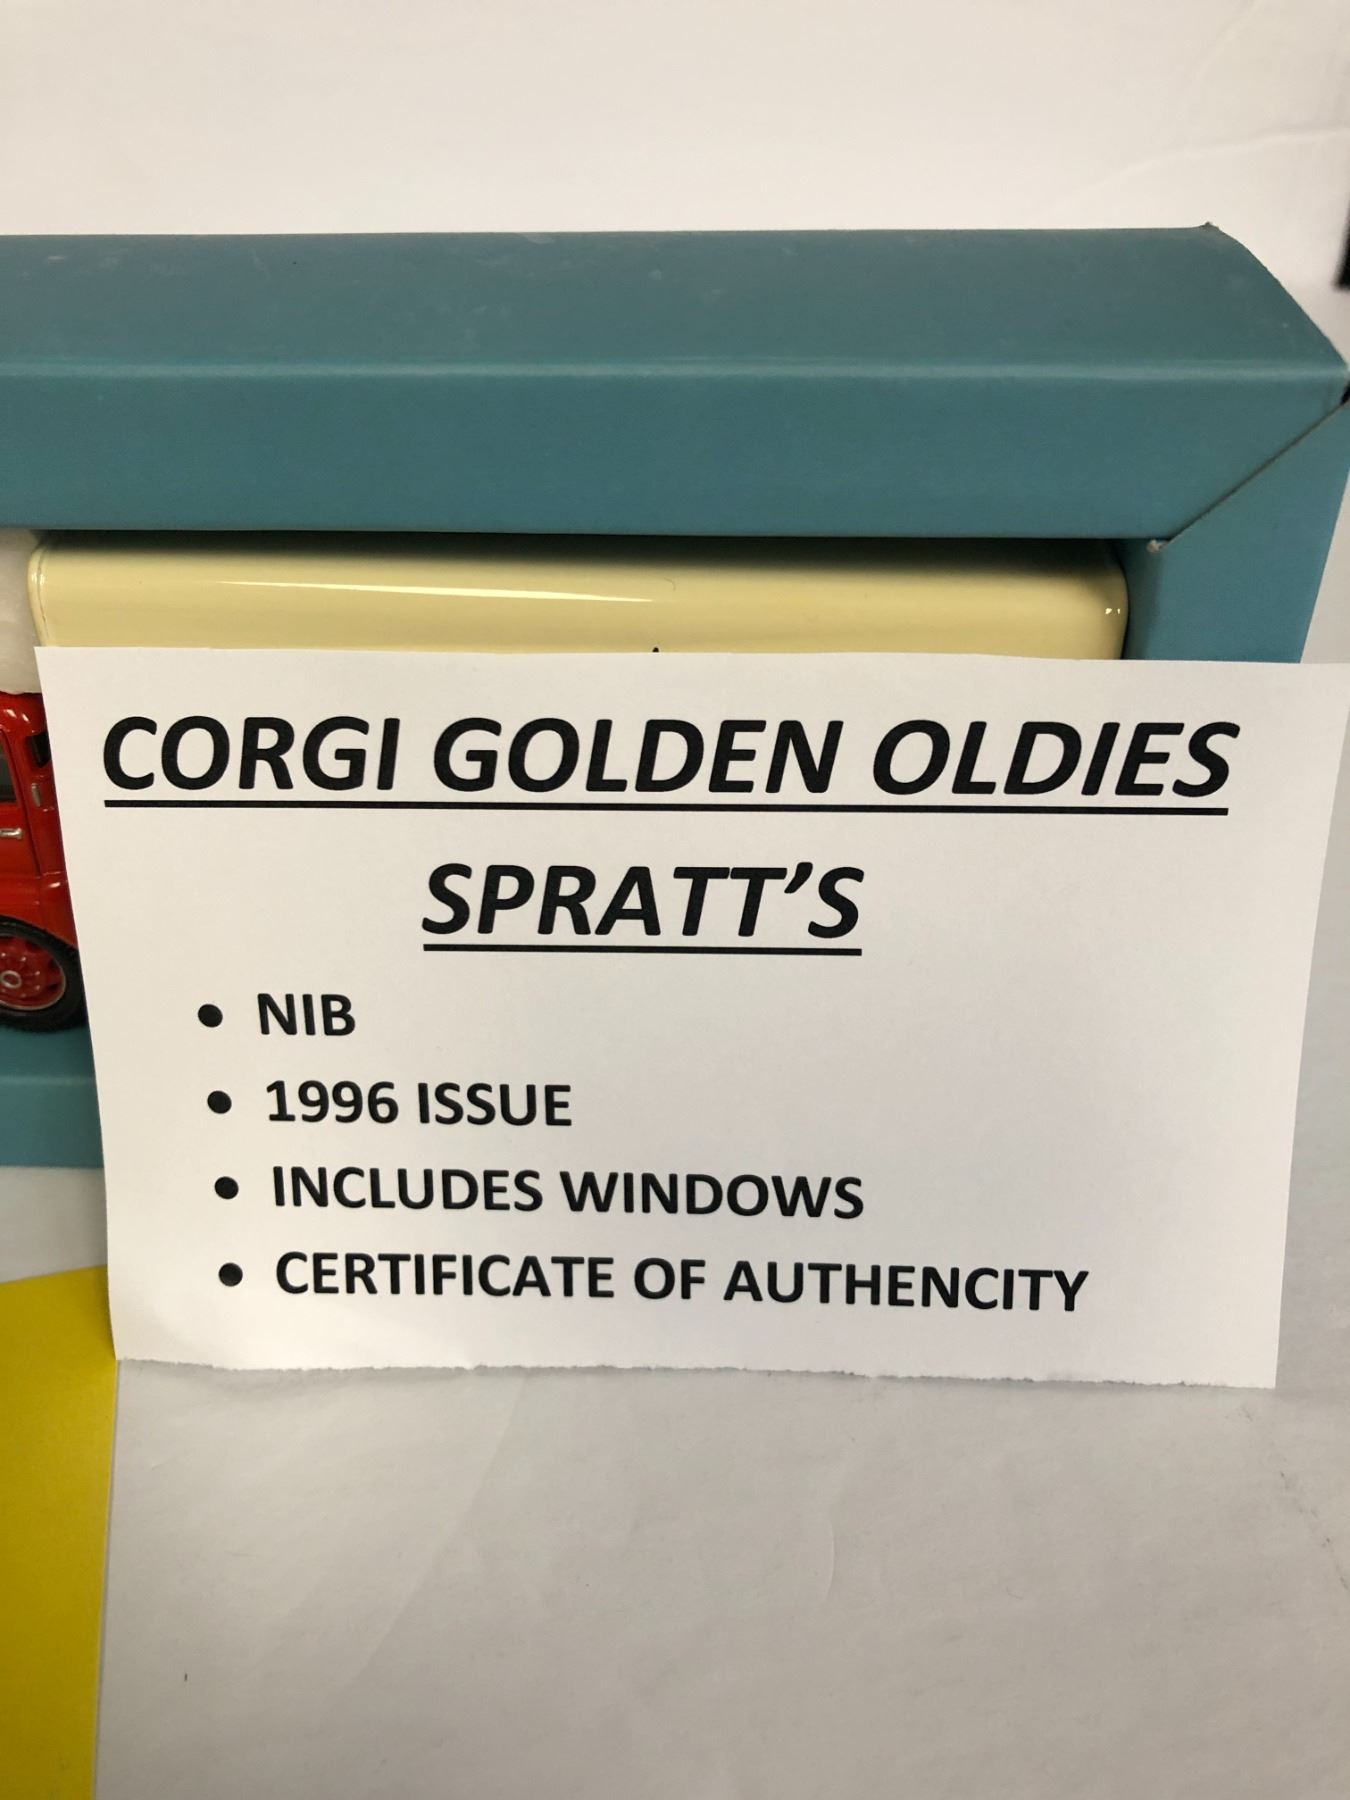 CORGI GOLDEN OLDIES
SPRATT'S
• NIB
• 1996 ISSUE
• INCLUDES WINDOWS
• CERTIFICATE OF AUTHENCITY